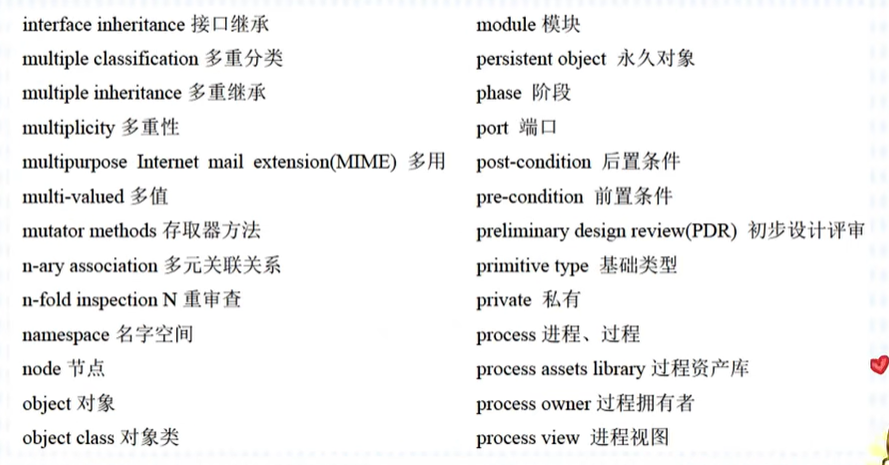 interface inheritance 接口继承
multiple classification 多重分类
multiple inheritance 多重继承
multiplicity 多重性
multipurpose Internet mail extension(MIME) 多用
multi-valued 多值
mutator methods 存取器方法
n-ary association 多元关联关系
n-fold inspection N 重审查
namespace 名字空间
node 节点
object 对象
object class 对象类
module 模块
persistent object 永久对象
phase 阶段
port 端口
post-condition 后置条件
pre-condition 前置条件
preliminary design review(PDR) 初步设计评审
primitive type 基础类型
private 私有
process 进程、过程
process assets library 过程资产库
process owner 过程拥有者
process view 进程视图